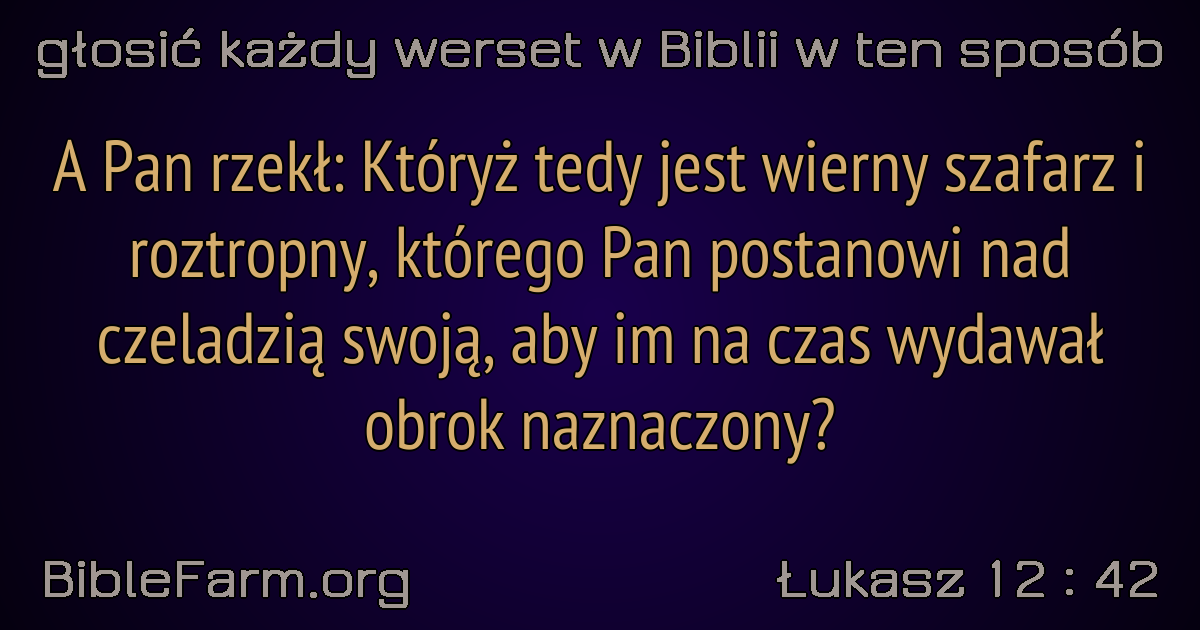 głosić każdy werset w Biblii w ten sposób
A Pan rzekł: Któryż tedy jest wierny szafarz i
roztropny, którego Pan postanowi nad
czeladzią swoją, aby im na czas wydawał
obrok naznaczony?
BibleFarm.org
Łukasz 12 : 42